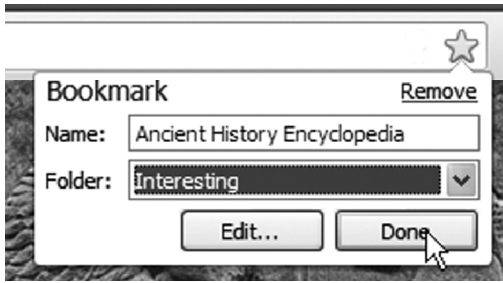 Bookmark Remove
Name: Ancient History Encyclopedia
Folder: Interesting
Edit... Done